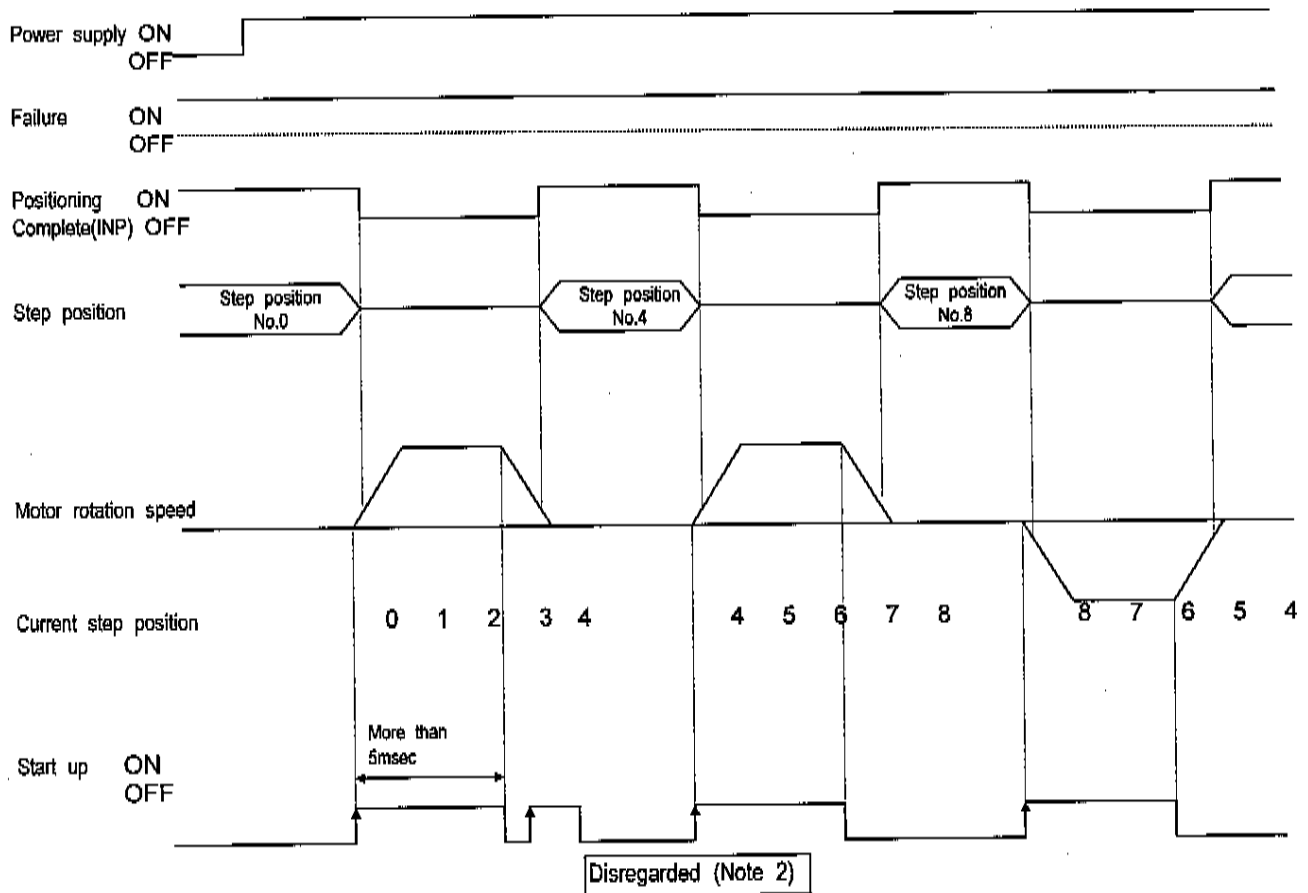 Power supply ON
OFF
Failure ON
OFF
Positioning ON
Complete(INP) OFF
Step position
Step position
No.0
Step position
No.4
Step position
No.8
Motor rotation speed
Current step position 0 1 2 3 4 4 5 6 7 8 8 7 6 5 4
More than
5msec
Start up ON
OFF
Disregarded (Note 2)